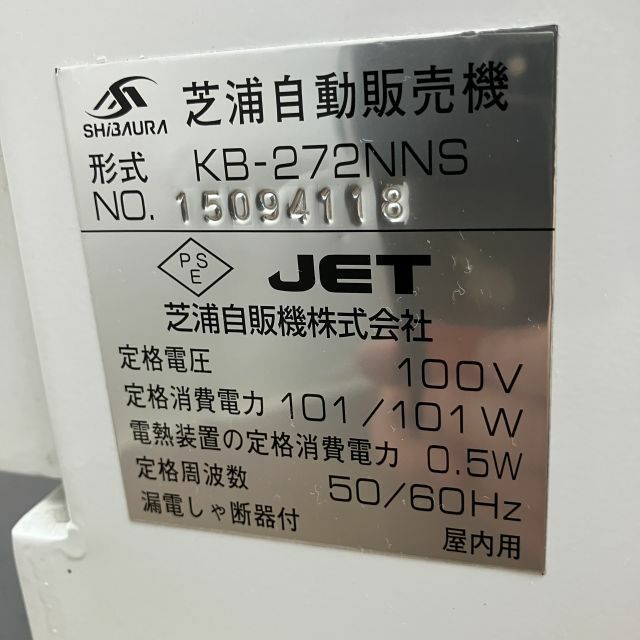 SHiBAURA 芝浦自動販売機
形式 KB-272NNS
NO. 15094118
PSE JET
芝浦自販機株式会社
定格電圧 100V
定格消費電力 101/101W
電熱装置の定格消費電力 0.5W
定格周波数 50/60Hz
漏電しゃ断器付 屋内用